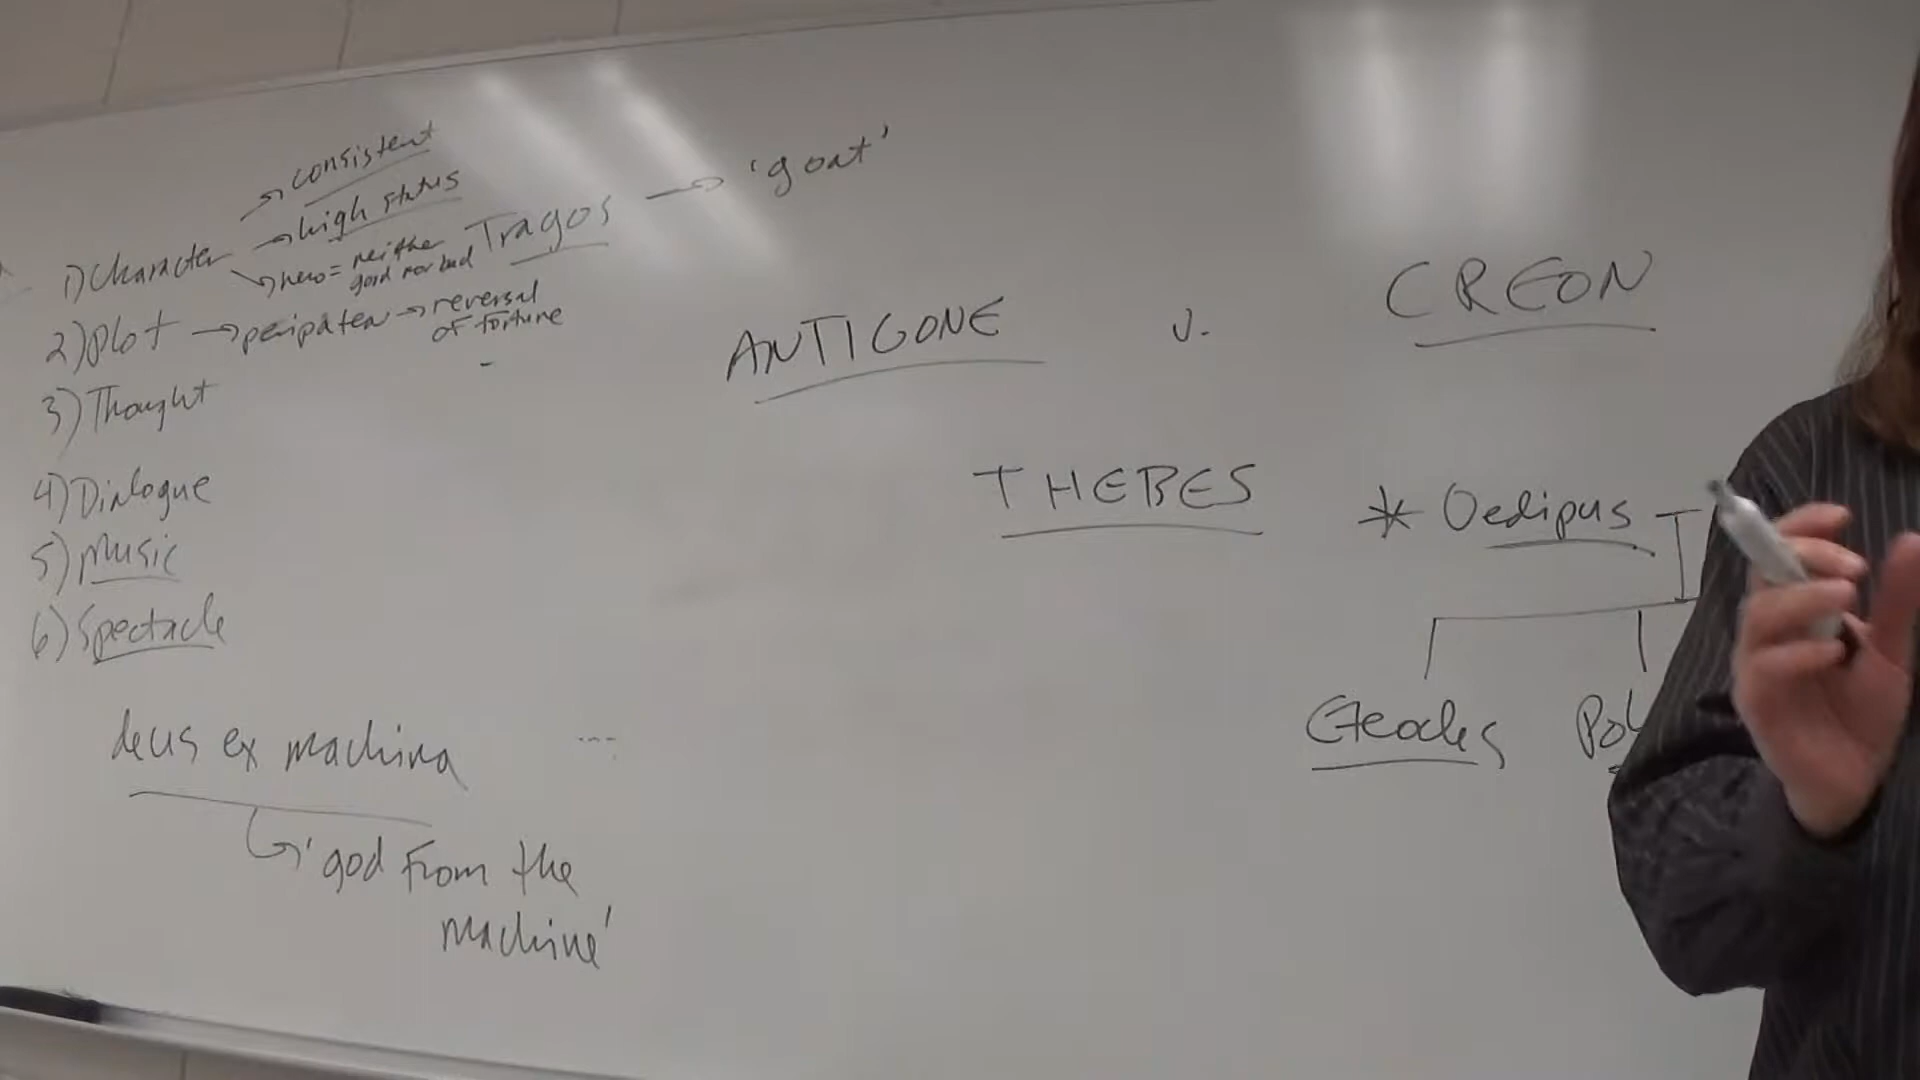 → consistent
1) Character → high status
→ hero = neither
good nor bad
Tragos → 'goat'
2) Plot → peripaten → reversal
of fortune
3) Thought
4) Dialogue
5) Music
6) Spectacle
deus ex machina
↳ 'god from the
machine'
ANTIGONE v. CREON
THEBES
* Oedipus
Eteocles Pol